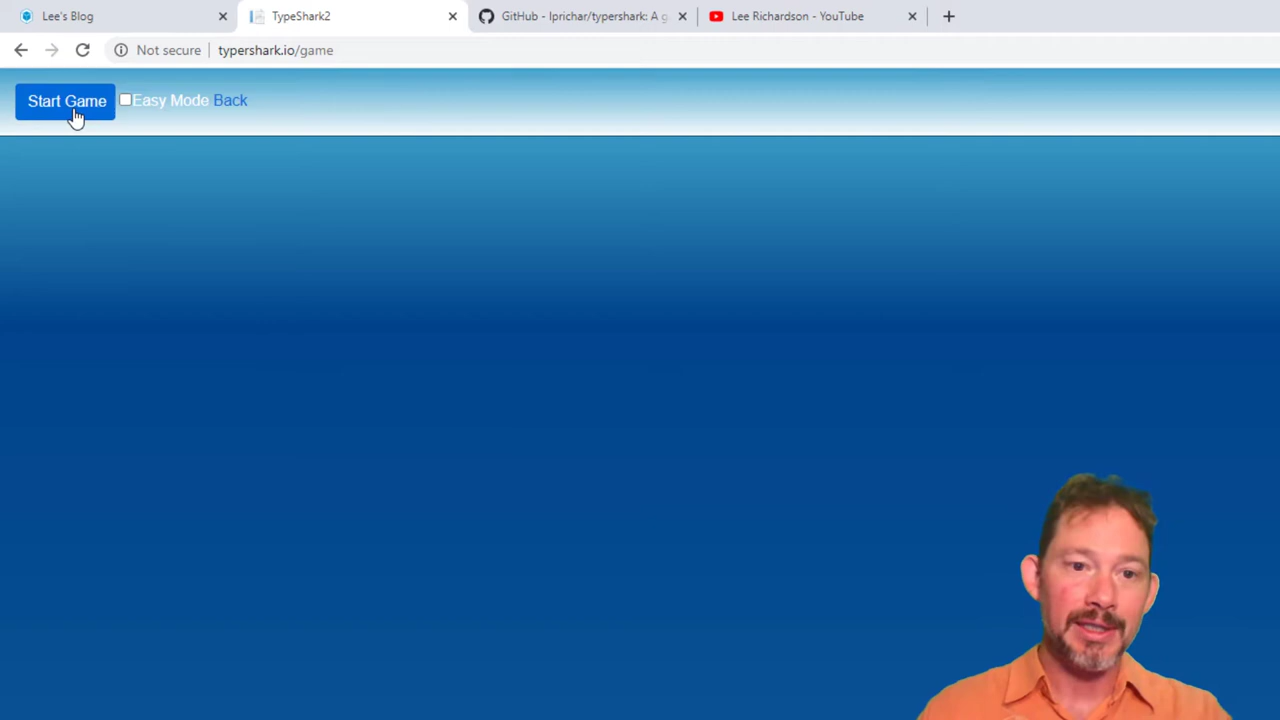 Lee's Blog
TypeShark2
GitHub - lprichar/typershark: A g
Lee Richardson - YouTube
Not secure
typershark.io/game
Start Game
Easy Mode Back